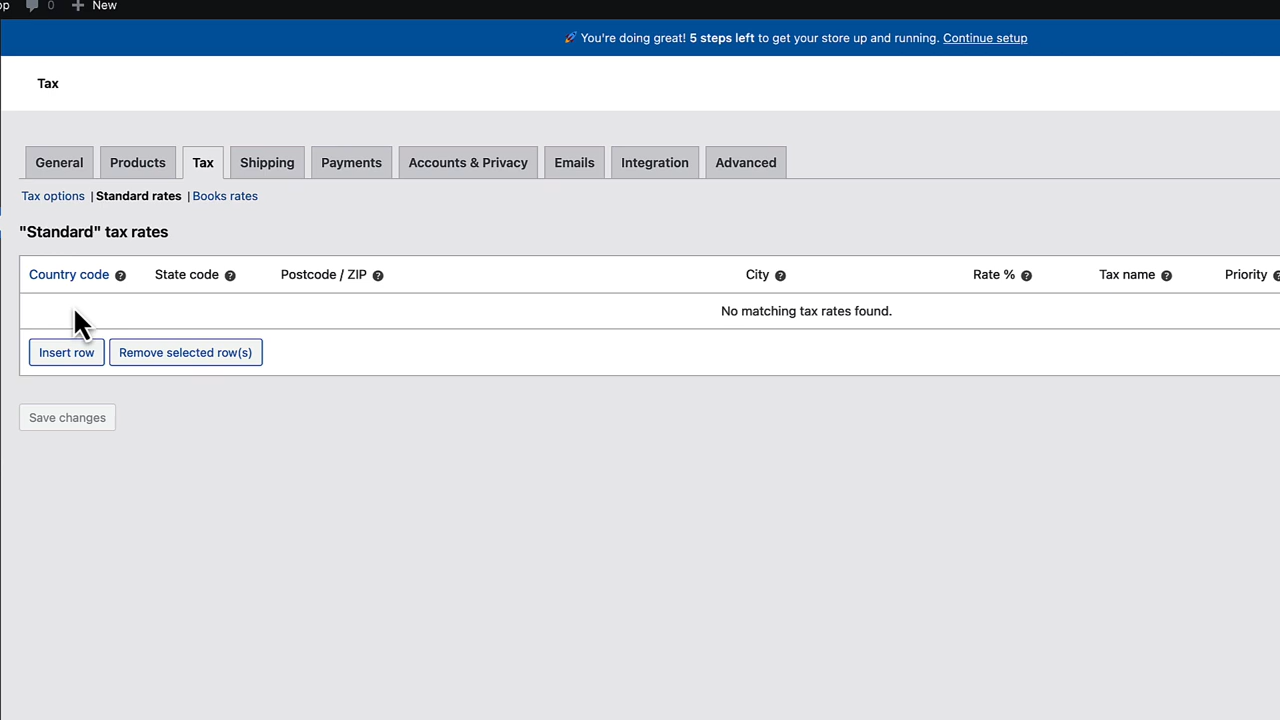 0 New
🚀 You're doing great! 5 steps left to get your store up and running. Continue setup
Tax
General Products Tax Shipping Payments Accounts & Privacy Emails Integration Advanced
Tax options | Standard rates | Books rates
"Standard" tax rates
Country code State code Postcode / ZIP City Rate % Tax name Priority
No matching tax rates found.
Insert row Remove selected row(s)
Save changes